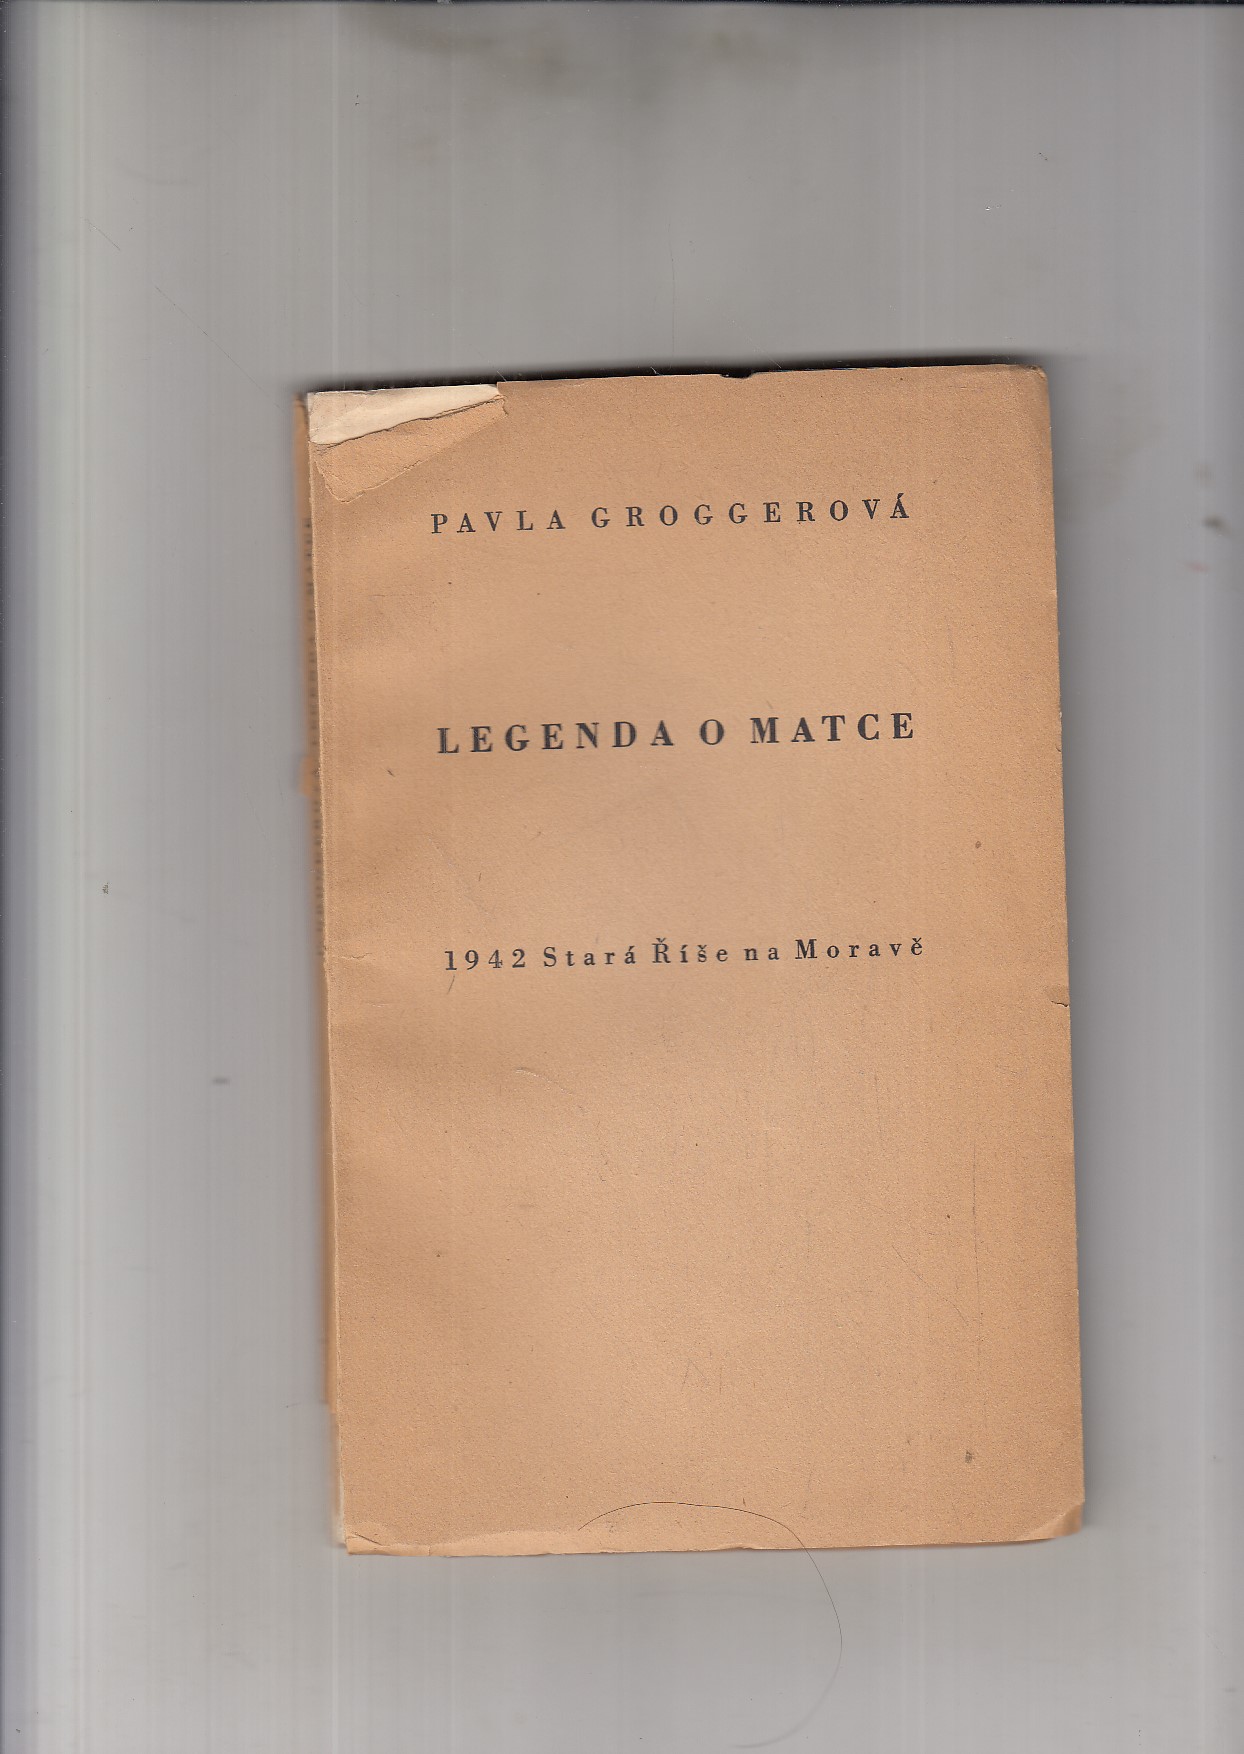 PAVLA GROGGEROVÁ
LEGENDA O MATCE
1942 Stará Říše na Moravě